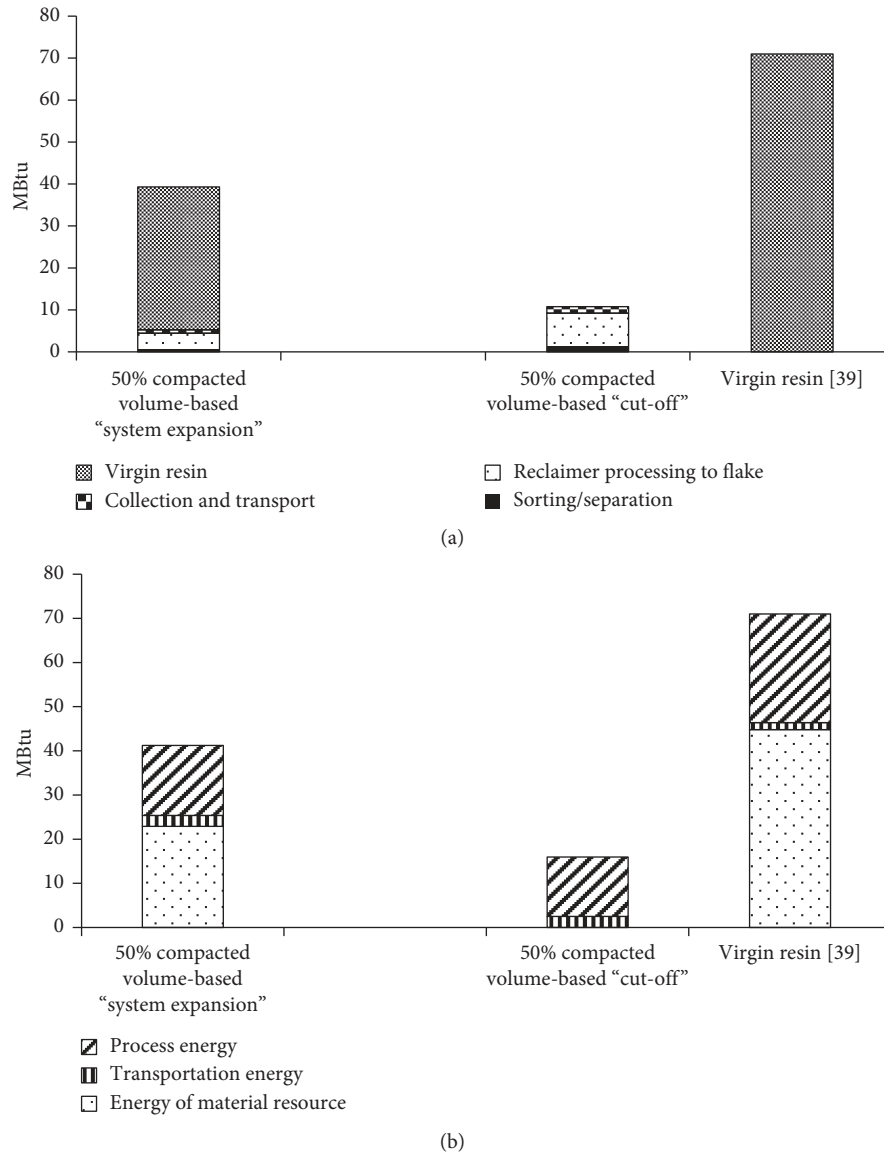 80
70
60
50
40
30
20
10
0
MBtu
50% compacted
volume-based
“system expansion”
50% compacted
volume-based “cut-off”
Virgin resin [39]
Virgin resin
Collection and transport
Reclaimer processing to flake
Sorting/separation
(a)
80
70
60
50
40
30
20
10
0
MBtu
50% compacted
volume-based
“system expansion”
50% compacted
volume-based “cut-off”
Virgin resin [39]
Process energy
Transportation energy
Energy of material resource
(b)